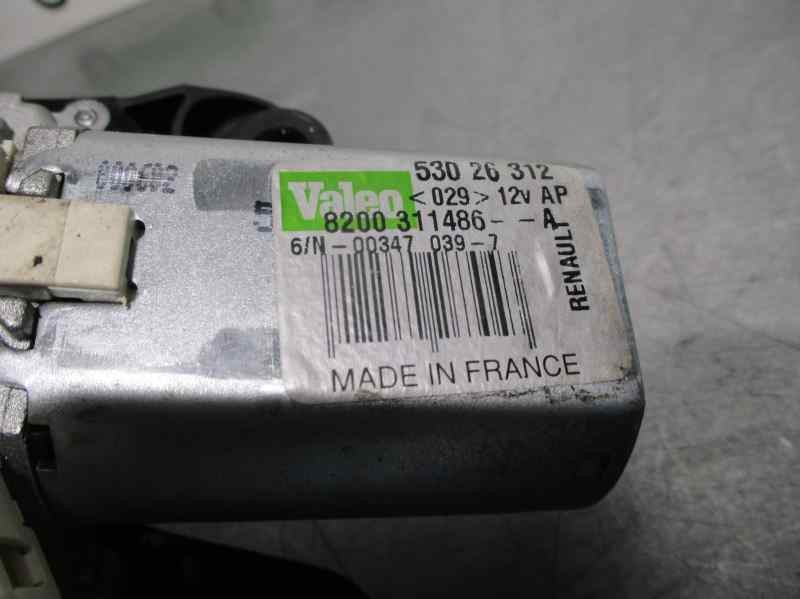 530 26 312
Valeo <029> 12v AP
8200 311486--A
6/N-00347 039-7
RENAULT
MADE IN FRANCE